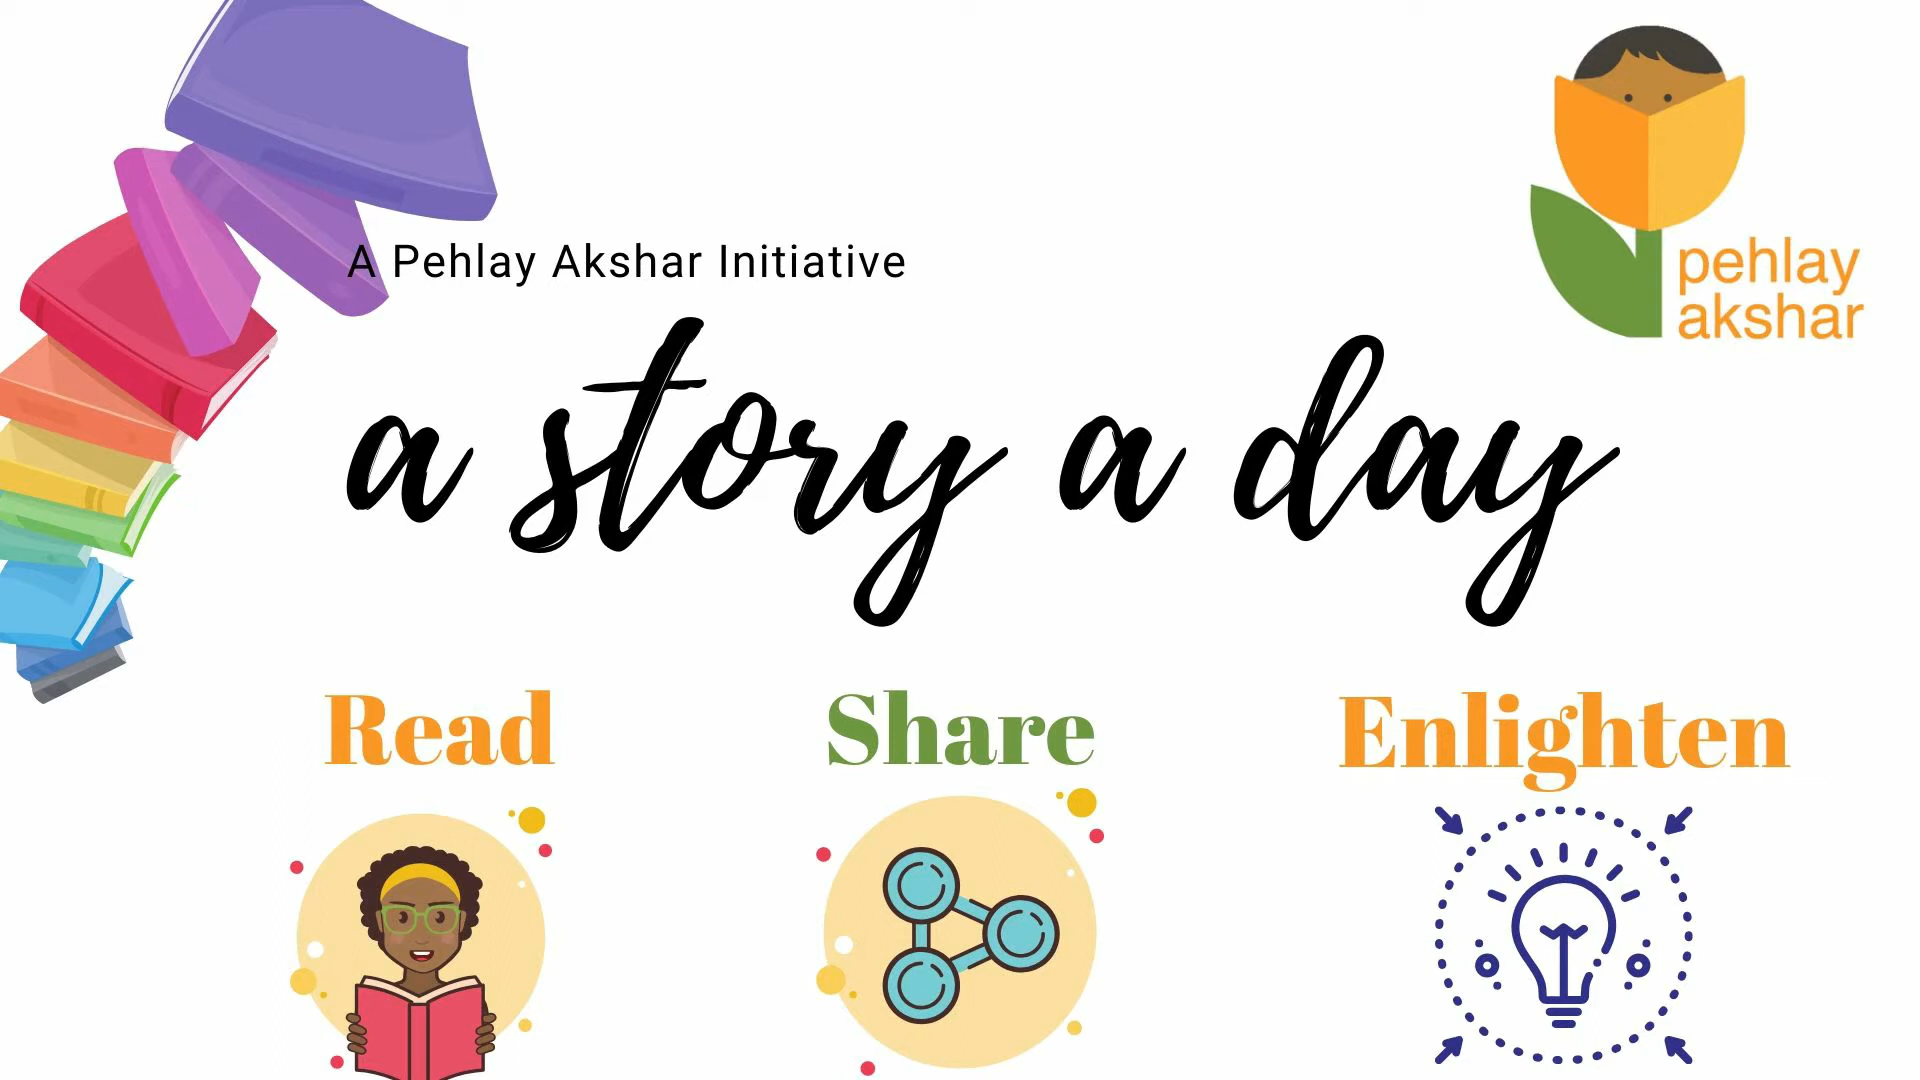 A Pehlay Akshar Initiative
a story a day
pehlay
akshar
Read
Share
Enlighten